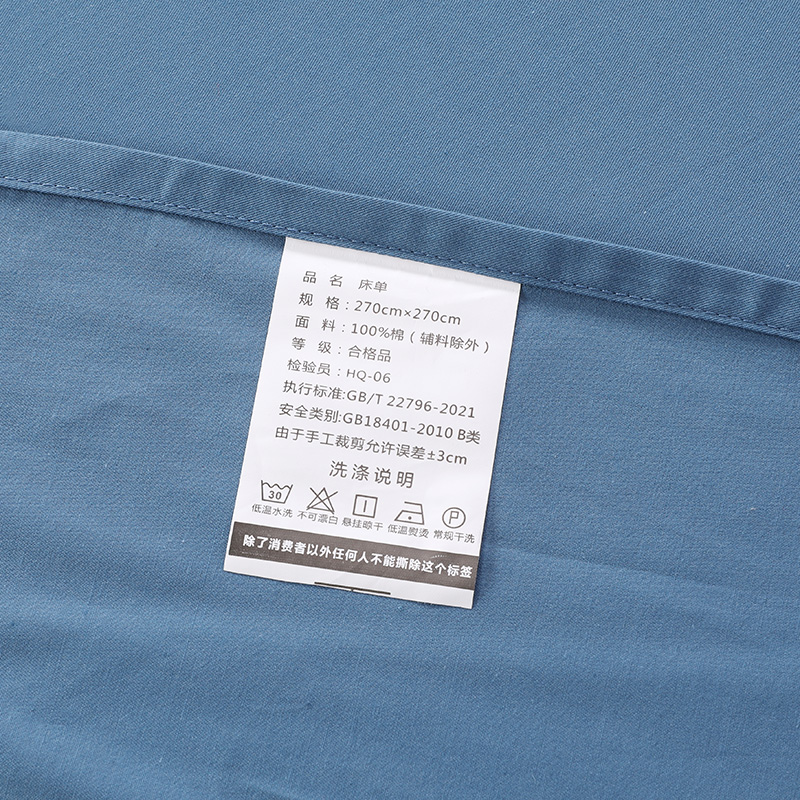 品 名 床单
规 格：270cm×270cm
面 料：100%棉（辅料除外）
等 级：合格品
检验员：HQ-06
执行标准:GB/T 22796-2021
安全类别:GB18401-2010 B类
由于手工裁剪允许误差±3cm
洗涤说明
30 P
低温水洗 不可漂白 悬挂晾干 低温熨烫 常规干洗
除了消费者以外任何人不能撕除这个标签